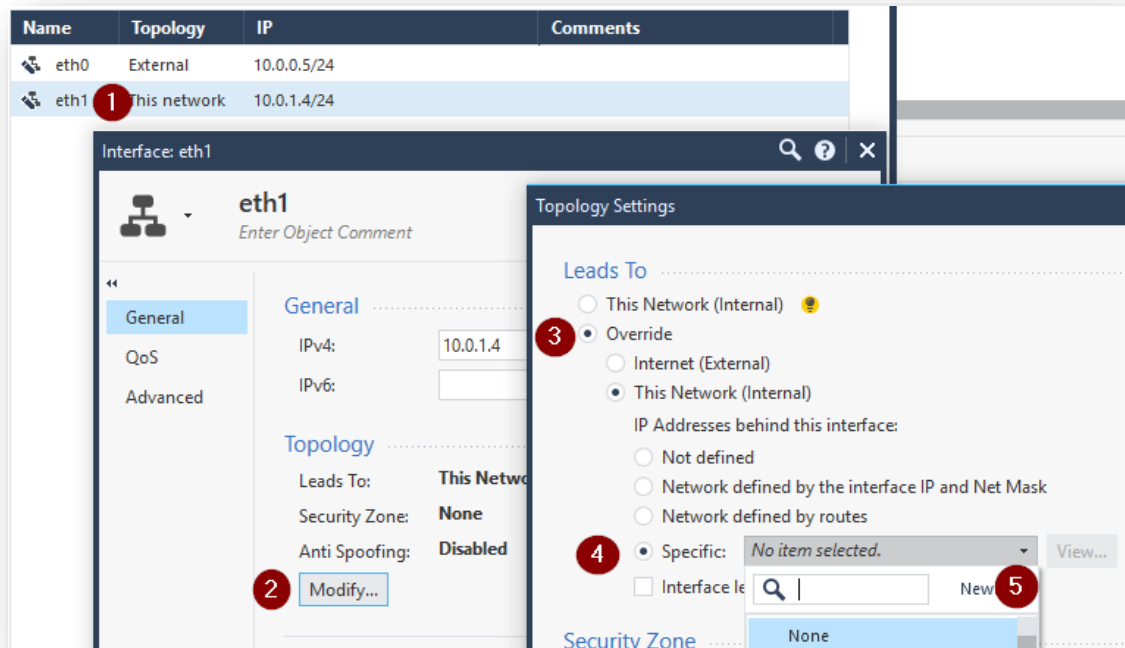 Name Topology IP Comments
eth0 External 10.0.0.5/24
eth1 1 This network 10.0.1.4/24
Interface: eth1
eth1
Enter Object Comment
General
QoS
Advanced
General
IPv4: 10.0.1.4
IPv6:
Topology
Leads To: This Netwo
Security Zone: None
Anti Spoofing: Disabled
2 Modify...
Topology Settings
Leads To
This Network (Internal)
3 Override
Internet (External)
This Network (Internal)
IP Addresses behind this interface:
Not defined
Network defined by the interface IP and Net Mask
Network defined by routes
4 Specific: No item selected. View...
Interface le New 5
None
Security Zone